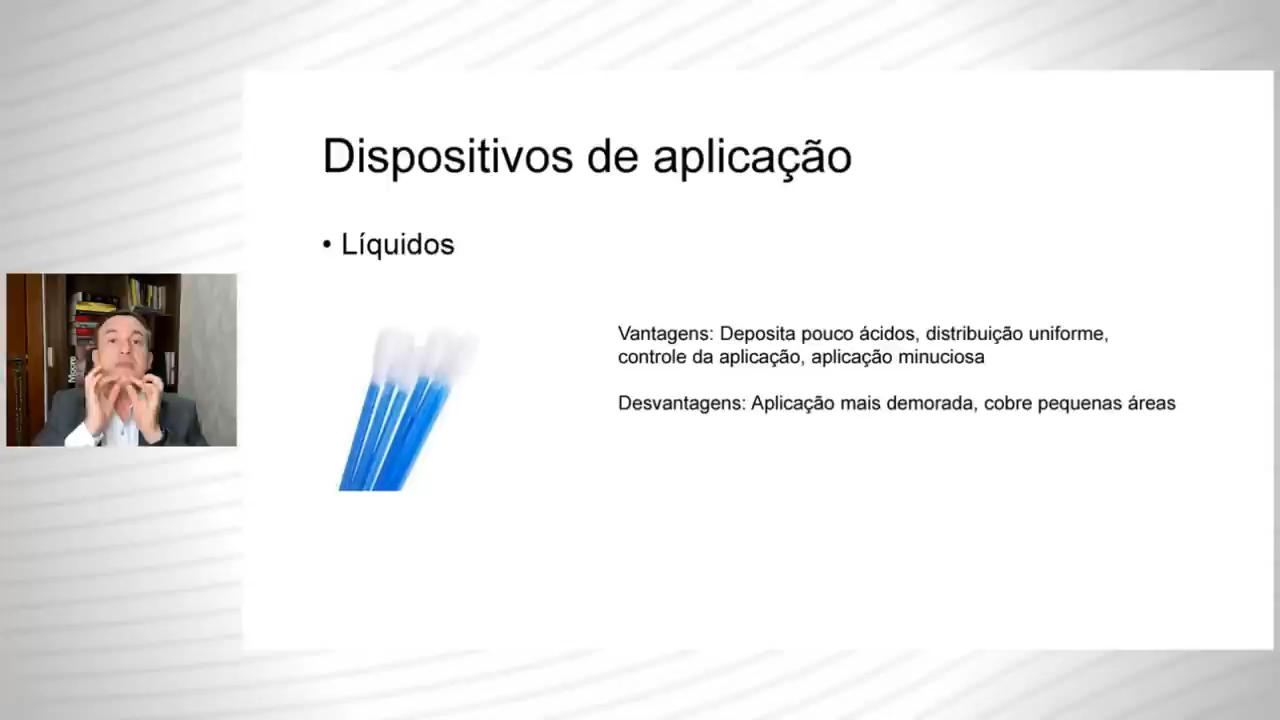 Dispositivos de aplicação
• Líquidos
Vantagens: Deposita pouco ácidos, distribuição uniforme,
controle da aplicação, aplicação minuciosa
Desvantagens: Aplicação mais demorada, cobre pequenas áreas
Moore